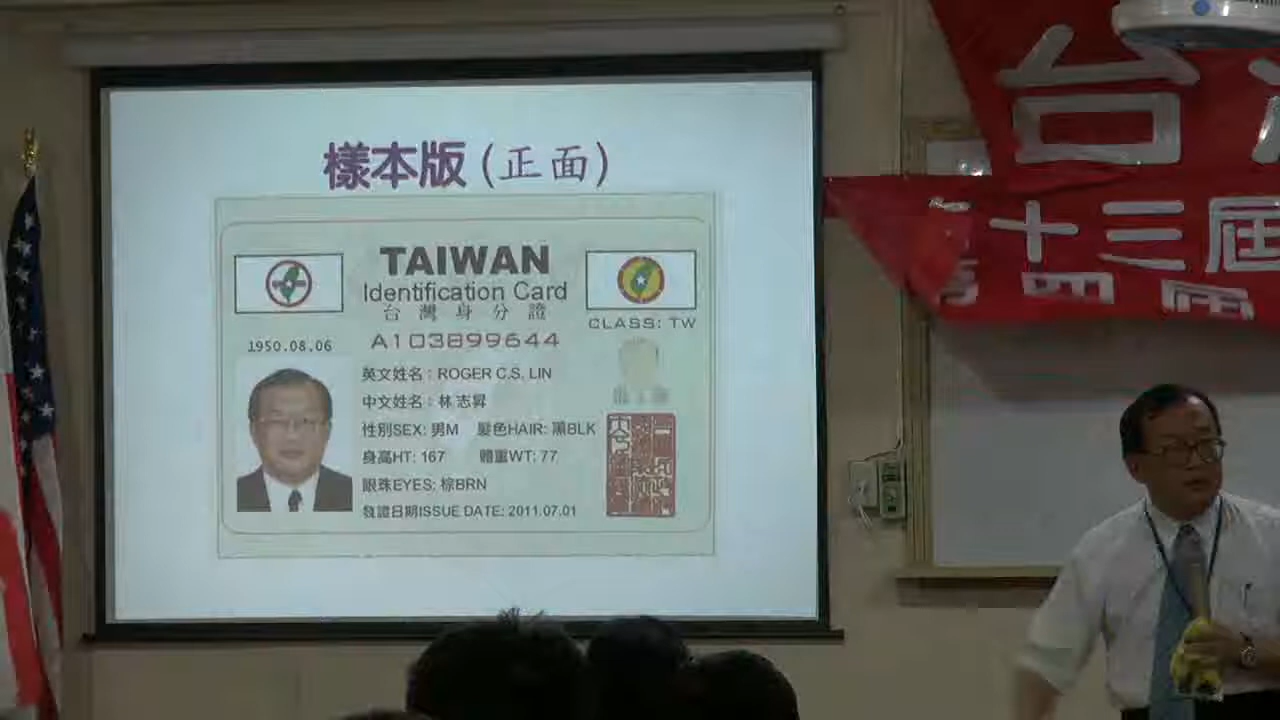 樣本版 (正面)
TAIWAN
Identification Card
台灣身分證
CLASS: TW
1950.08.06
A103899644
英文姓名：ROGER C.S. LIN
中文姓名：林志昇
性別SEX: 男M 髮色HAIR: 黑BLK
身高HT: 167 體重WT: 77
眼珠EYES: 棕BRN
發證日期ISSUE DATE: 2011.07.01
台
十三屆
第四屆